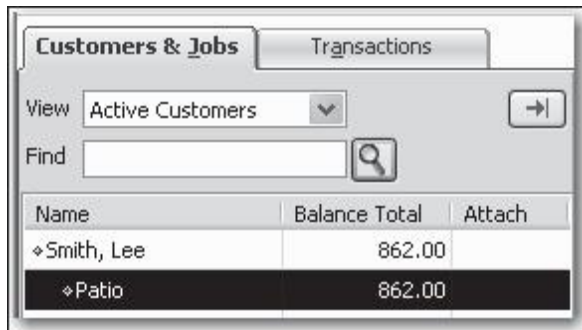 Customers & Jobs Transactions
View Active Customers
Find
Name Balance Total Attach
Smith, Lee 862.00
Patio 862.00